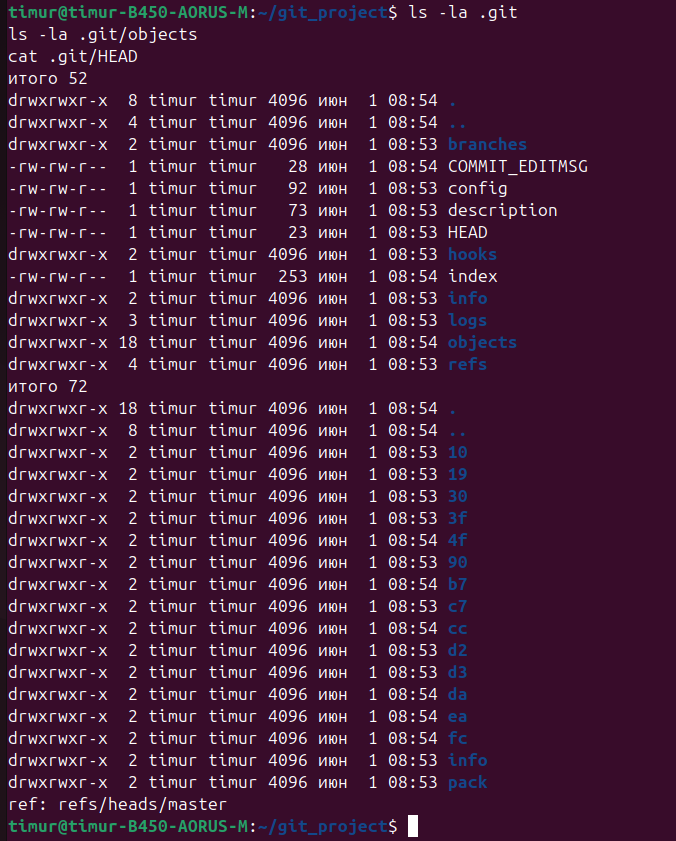 timur@timur-B450-AORUS-M:~/git_project$ ls -la .git
ls -la .git/objects
cat .git/HEAD
итого 52
drwxrwxr-x  8 timur timur 4096 июн  1 08:54 .
drwxrwxr-x  4 timur timur 4096 июн  1 08:54 ..
drwxrwxr-x  2 timur timur 4096 июн  1 08:53 branches
-rw-rw-r--  1 timur timur   28 июн  1 08:54 COMMIT_EDITMSG
-rw-rw-r--  1 timur timur   92 июн  1 08:53 config
-rw-rw-r--  1 timur timur   73 июн  1 08:53 description
-rw-rw-r--  1 timur timur   23 июн  1 08:53 HEAD
drwxrwxr-x  2 timur timur 4096 июн  1 08:53 hooks
-rw-rw-r--  1 timur timur  253 июн  1 08:54 index
drwxrwxr-x  2 timur timur 4096 июн  1 08:53 info
drwxrwxr-x  3 timur timur 4096 июн  1 08:53 logs
drwxrwxr-x 18 timur timur 4096 июн  1 08:54 objects
drwxrwxr-x  4 timur timur 4096 июн  1 08:53 refs
итого 72
drwxrwxr-x 18 timur timur 4096 июн  1 08:54 .
drwxrwxr-x  8 timur timur 4096 июн  1 08:54 ..
drwxrwxr-x  2 timur timur 4096 июн  1 08:54 10
drwxrwxr-x  2 timur timur 4096 июн  1 08:53 19
drwxrwxr-x  2 timur timur 4096 июн  1 08:54 30
drwxrwxr-x  2 timur timur 4096 июн  1 08:53 3f
drwxrwxr-x  2 timur timur 4096 июн  1 08:54 4f
drwxrwxr-x  2 timur timur 4096 июн  1 08:53 90
drwxrwxr-x  2 timur timur 4096 июн  1 08:54 b7
drwxrwxr-x  2 timur timur 4096 июн  1 08:53 c7
drwxrwxr-x  2 timur timur 4096 июн  1 08:54 cc
drwxrwxr-x  2 timur timur 4096 июн  1 08:53 d2
drwxrwxr-x  2 timur timur 4096 июн  1 08:53 d3
drwxrwxr-x  2 timur timur 4096 июн  1 08:54 da
drwxrwxr-x  2 timur timur 4096 июн  1 08:54 ea
drwxrwxr-x  2 timur timur 4096 июн  1 08:54 fc
drwxrwxr-x  2 timur timur 4096 июн  1 08:53 info
drwxrwxr-x  2 timur timur 4096 июн  1 08:53 pack
ref: refs/heads/master
timur@timur-B450-AORUS-M:~/git_project$